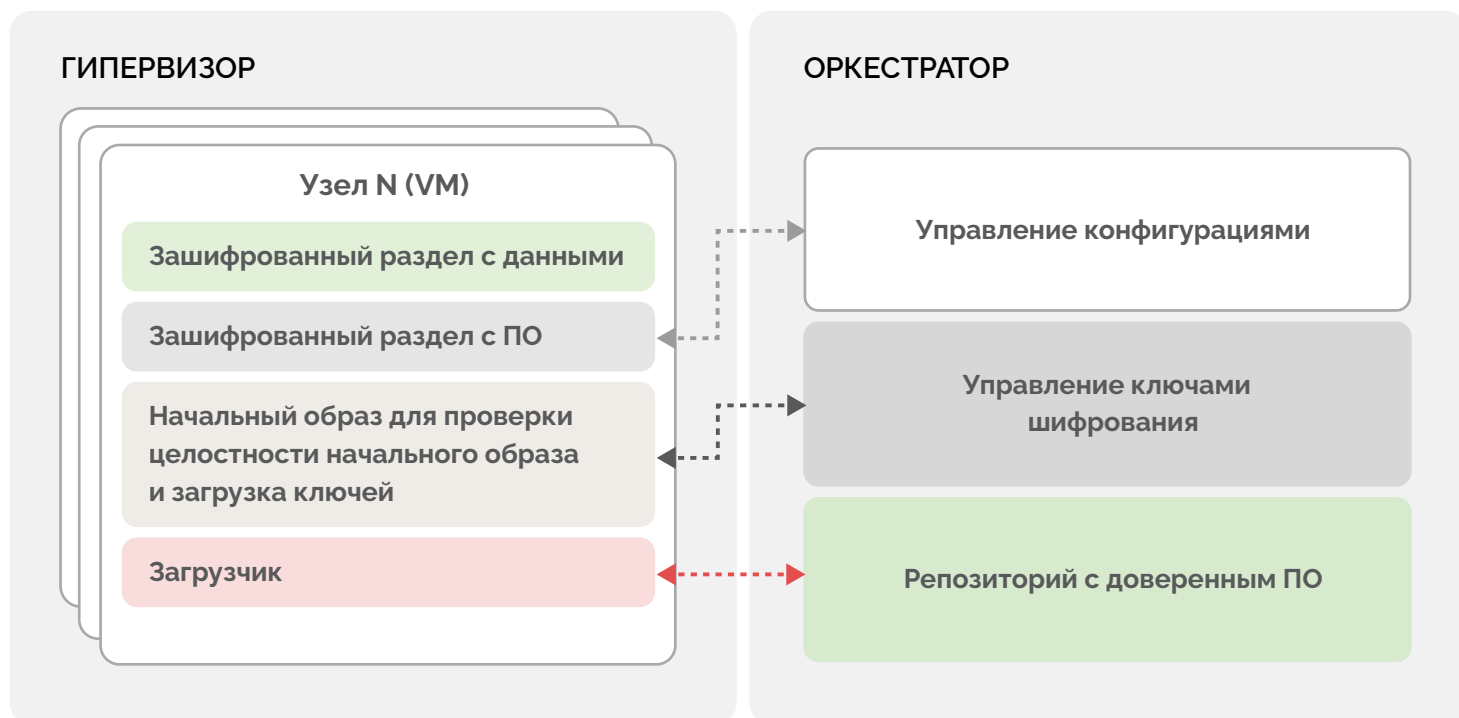 ГИПЕРВИЗОР
Узел N (VM)
Зашифрованный раздел с данными
Зашифрованный раздел с ПО
Начальный образ для проверки
целостности начального образа
и загрузка ключей
Загрузчик
ОРКЕСТРАТОР
Управление конфигурациями
Управление ключами
шифрования
Репозиторий с доверенным ПО